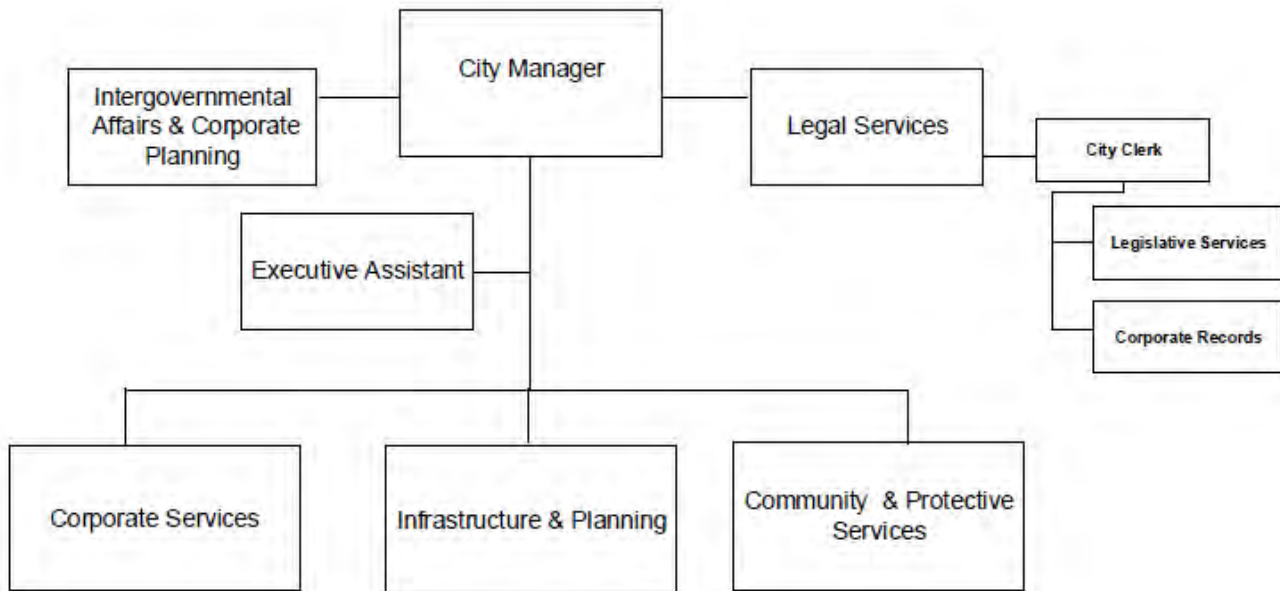 City Manager
Intergovernmental
Affairs & Corporate
Planning
Legal Services
City Clerk
Legislative Services
Executive Assistant
Corporate Records
Corporate Services
Infrastructure & Planning
Community & Protective
Services